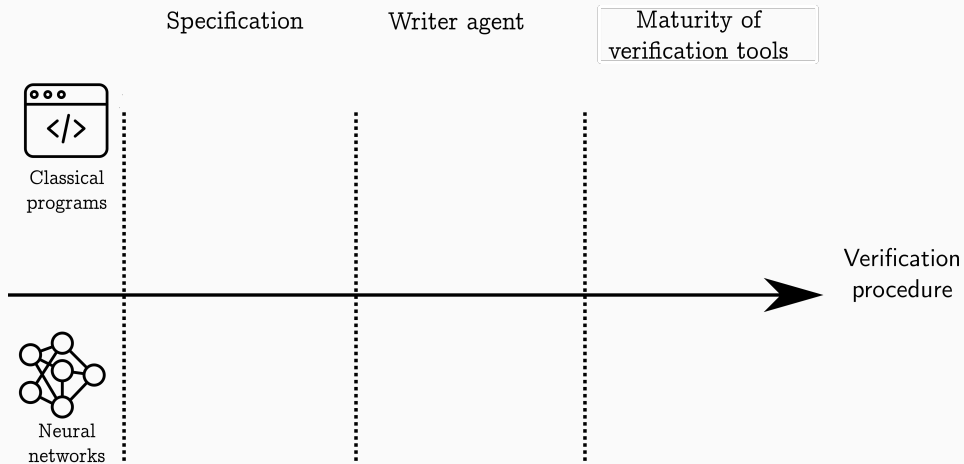 Specification
Writer agent
Maturity of
verification tools
</>
Classical
programs
Verification
procedure
Neural
networks